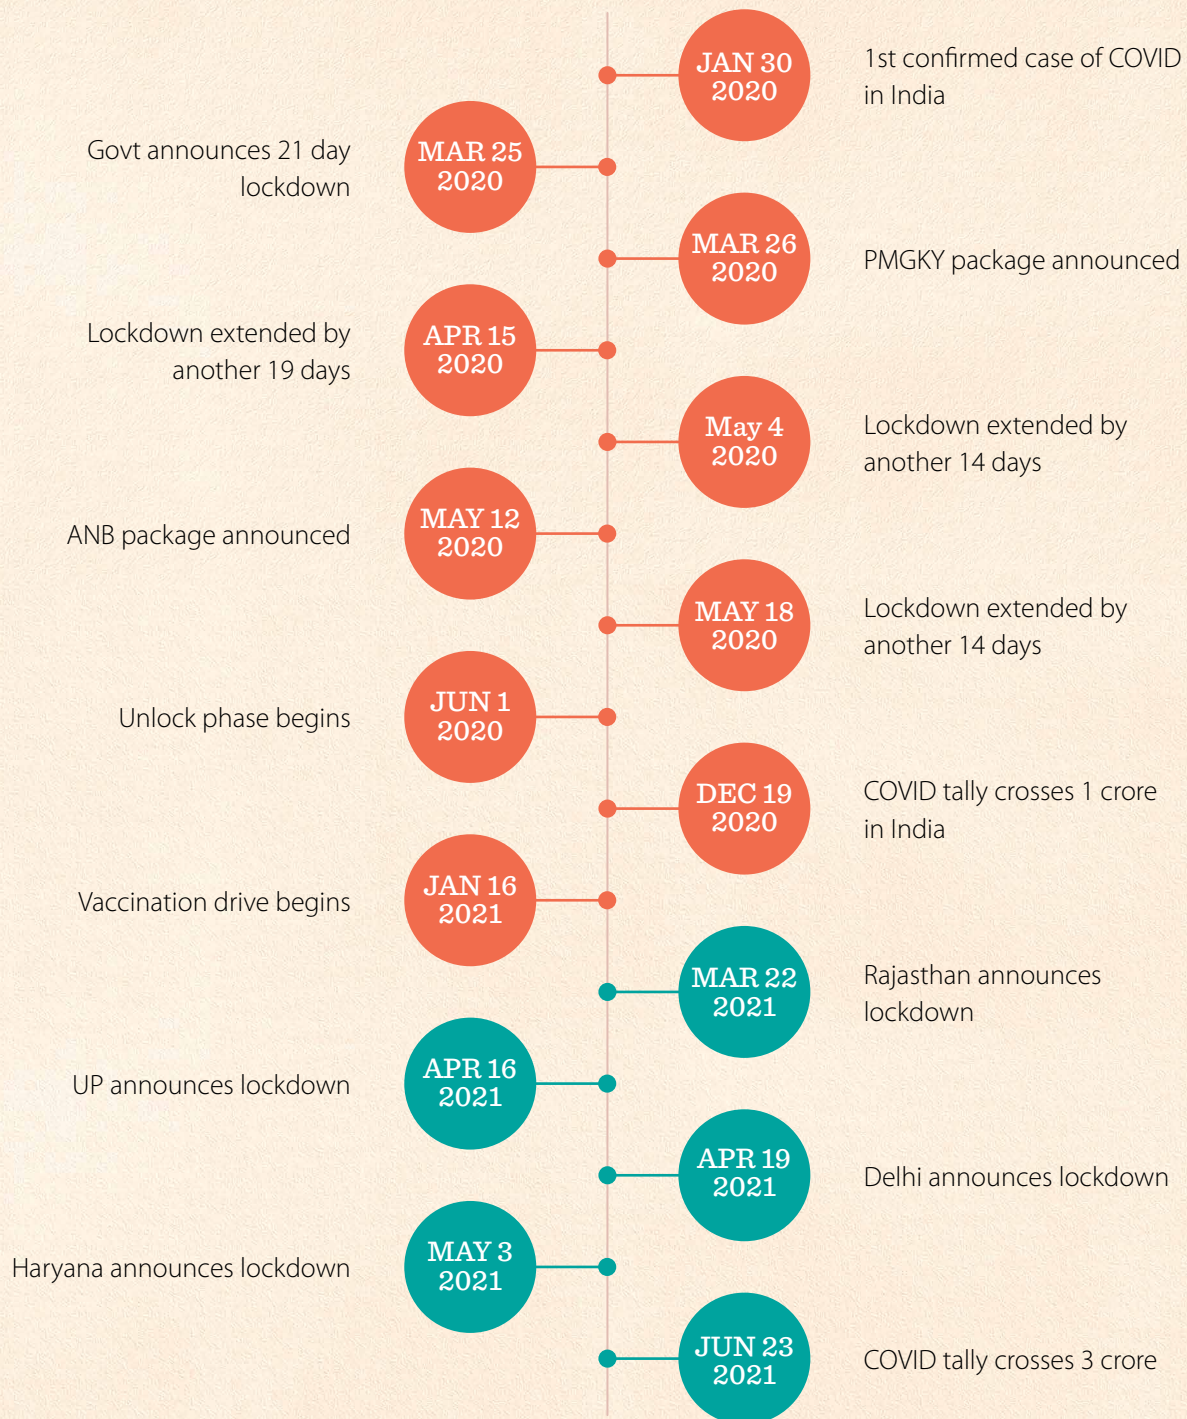 JAN 30
2020
1st confirmed case of COVID
in India
Govt announces 21 day
lockdown
MAR 25
2020
MAR 26
2020
PMGKY package announced
Lockdown extended by
another 19 days
APR 15
2020
May 4
2020
Lockdown extended by
another 14 days
ANB package announced
MAY 12
2020
MAY 18
2020
Lockdown extended by
another 14 days
Unlock phase begins
JUN 1
2020
DEC 19
2020
COVID tally crosses 1 crore
in India
Vaccination drive begins
JAN 16
2021
MAR 22
2021
Rajasthan announces
lockdown
UP announces lockdown
APR 16
2021
APR 19
2021
Delhi announces lockdown
Haryana announces lockdown
MAY 3
2021
JUN 23
2021
COVID tally crosses 3 crore